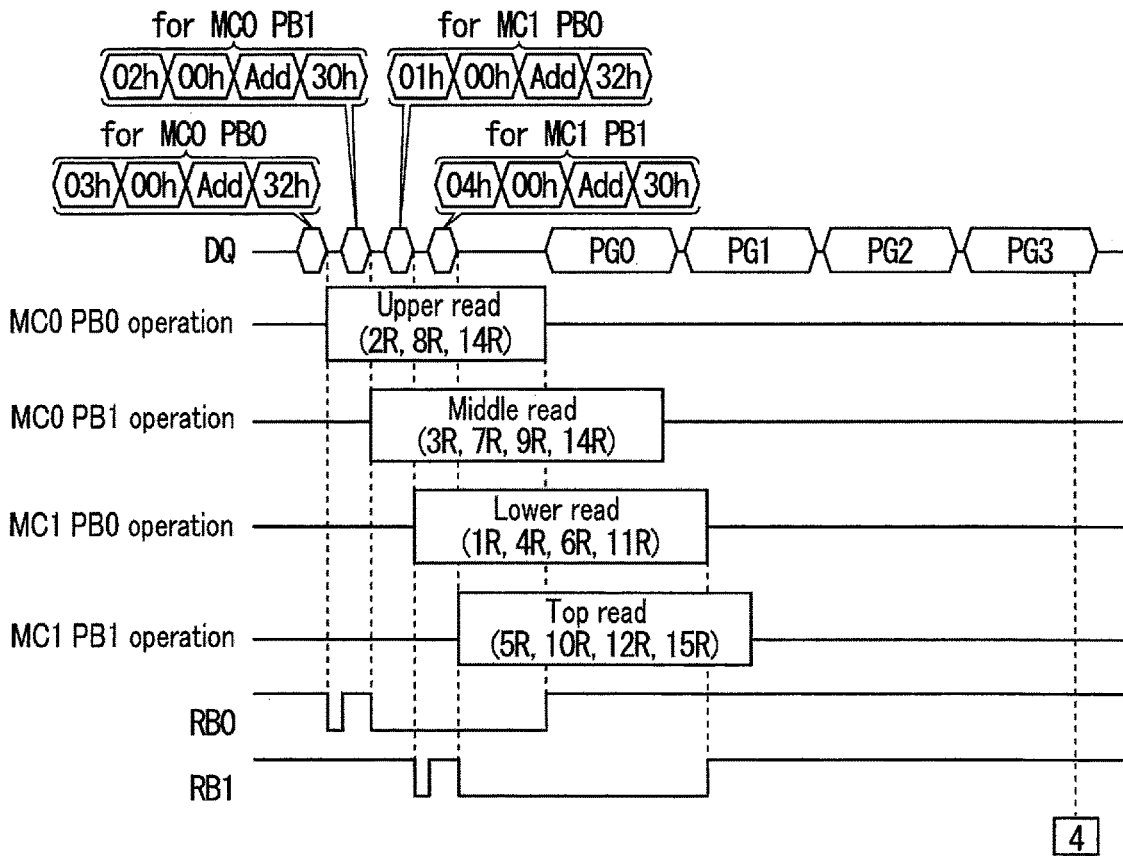 for MC0 PB1
02h 00h Add 30h
for MC1 PB0
01h 00h Add 32h
for MC0 PB0
03h 00h Add 32h
for MC1 PB1
04h 00h Add 30h
DQ PG0 PG1 PG2 PG3
MC0 PB0 operation
Upper read
(2R, 8R, 14R)
MC0 PB1 operation
Middle read
(3R, 7R, 9R, 14R)
MC1 PB0 operation
Lower read
(1R, 4R, 6R, 11R)
MC1 PB1 operation
Top read
(5R, 10R, 12R, 15R)
RB0
RB1
4